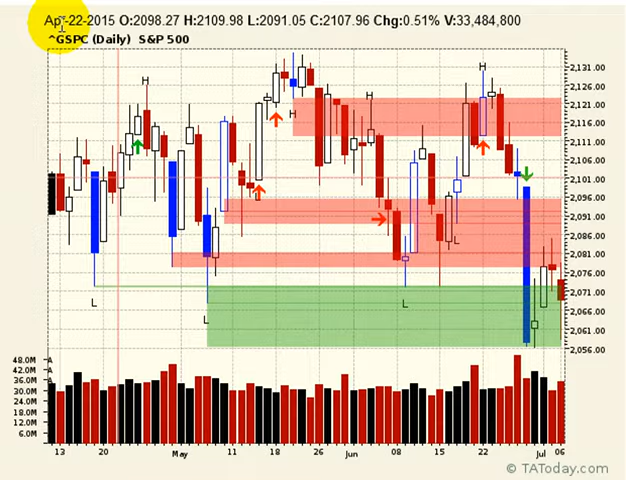 Apr-22-2015 O:2098.27 H:2109.98 L:2091.05 C:2107.96 Chg:0.51% V:33,484,800
^GSPC (Daily) S&P 500
2,131.00
2,126.00
2,121.00
2,116.00
2,111.00
2,106.00
2,101.00
2,096.00
2,091.00
2,086.00
2,081.00
2,076.00
2,071.00
2,066.00
2,061.00
2,056.00
H
H
H
H
L
L
L
L
L
48.0M
42.0M
36.0M
30.0M
24.0M
18.0M
12.0M
6.0M
A
A
A
13 20 May 11 18 26 Jun 08 15 22 Jul 06
© TAToday.com